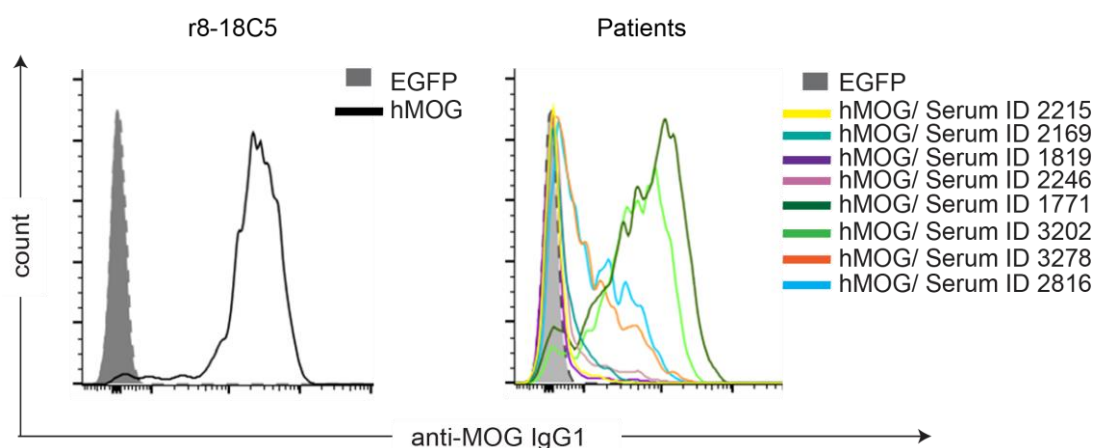 r8-18C5
Patients
EGFP
hMOG
EGFP
hMOG/ Serum ID 2215
hMOG/ Serum ID 2169
hMOG/ Serum ID 1819
hMOG/ Serum ID 2246
hMOG/ Serum ID 1771
hMOG/ Serum ID 3202
hMOG/ Serum ID 3278
hMOG/ Serum ID 2816
count
anti-MOG IgG1